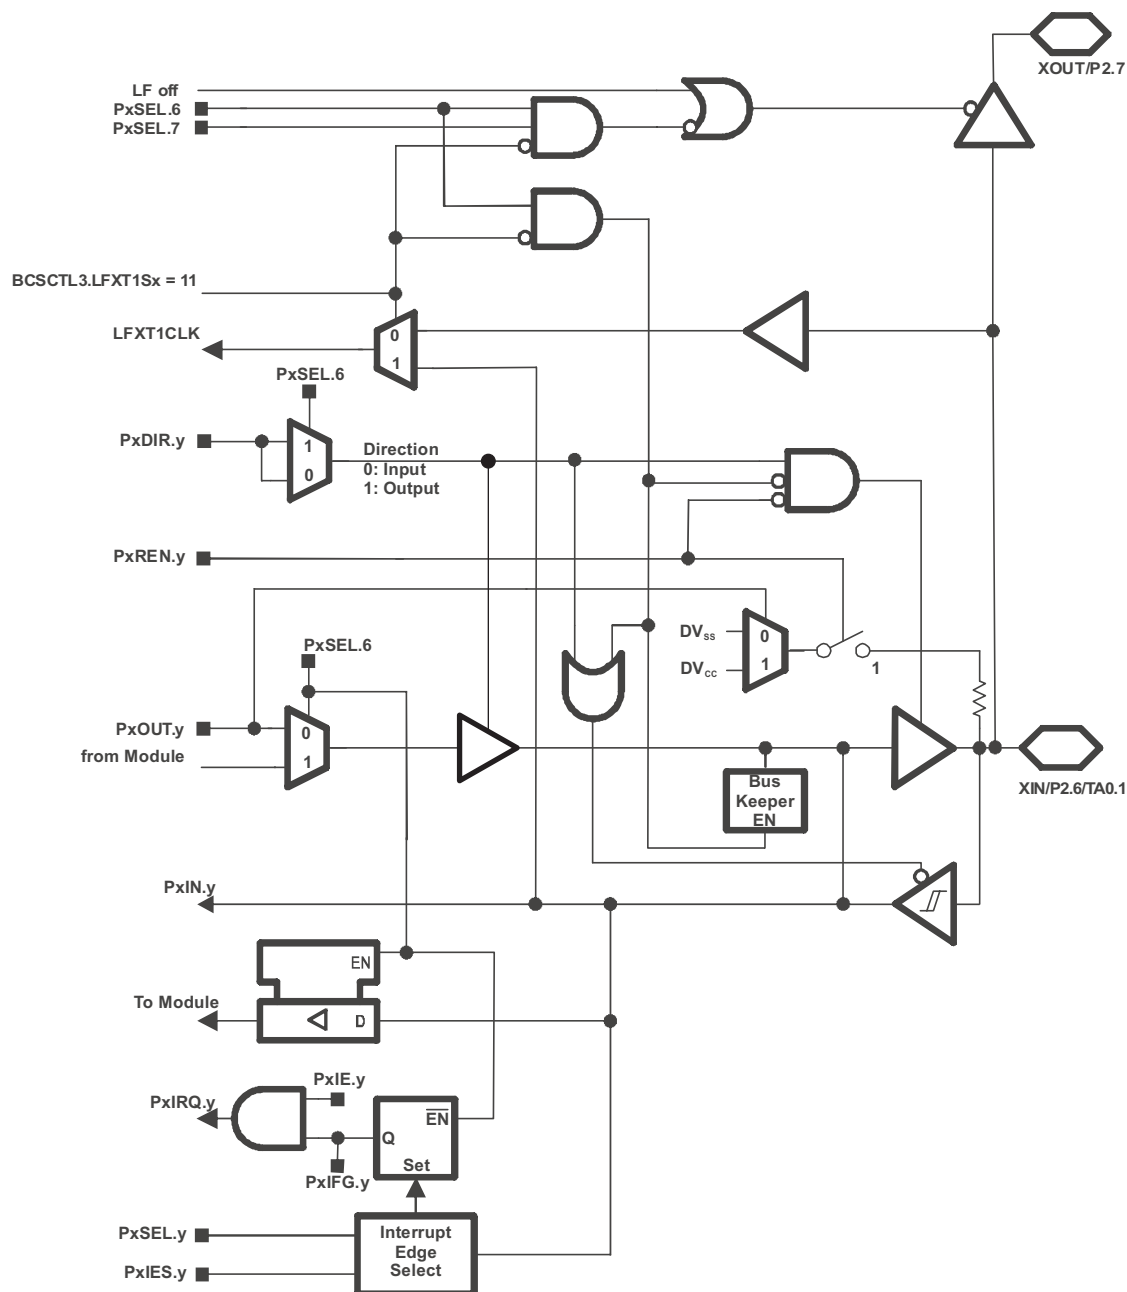 XOUT/P2.7
LF off
PxSEL.6
PxSEL.7
BCSCTL3.LFXT1Sx = 11
LFXT1CLK
0
1
PxSEL.6
PxDIR.y
1
0
Direction
0: Input
1: Output
PxREN.y
DVSS
0
DVCC
1
1
PxSEL.6
PxOUT.y
0
from Module
1
Bus
Keeper
EN
XIN/P2.6/TA0.1
PxIN.y
EN
To Module
D
PxIE.y
PxIRQ.y
EN
Q
Set
PxIFG.y
PxSEL.y
PxIES.y
Interrupt
Edge
Select